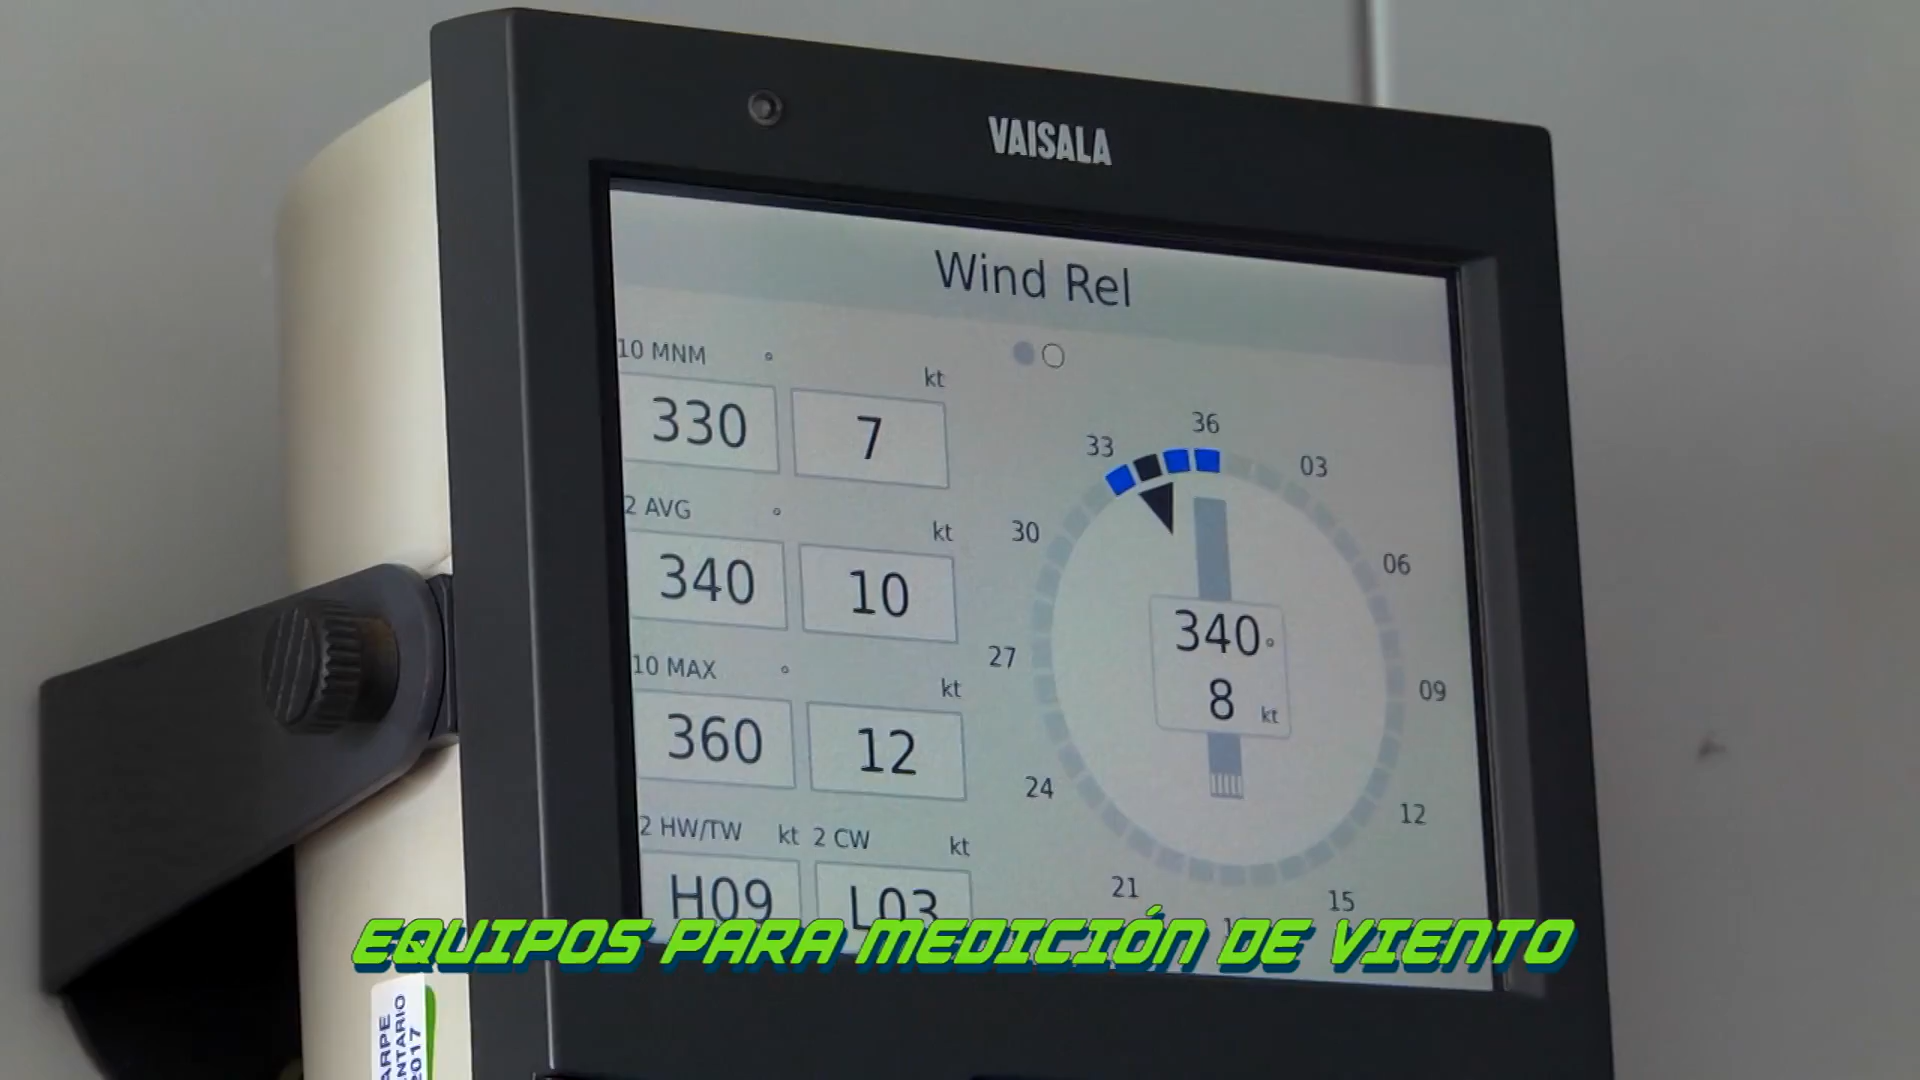 VAISALA
Wind Rel
10 MNM °
kt
330 7
2 AVG °
kt
340 10
10 MAX °
kt
360 12
2 HW/TW kt 2 CW kt
H09 L03
36
33
03
30
06
27
09
24
12
21
15
340°
8 kt
EQUIPOS PARA MEDICIÓN DE VIENTO
2017